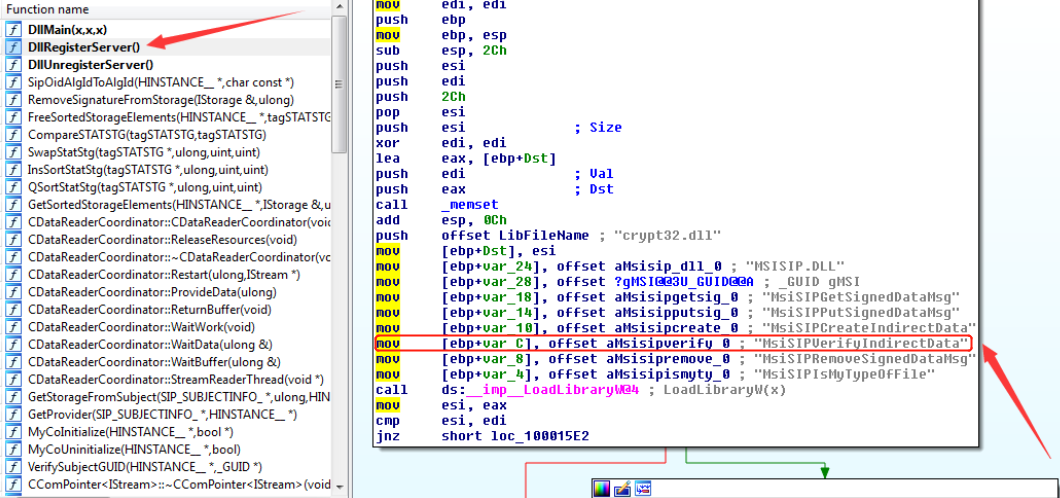 Function name
f DllMain(x,x,x)
f DllRegisterServer()
f DllUnregisterServer()
f SipOidAlgIdToAlgId(HINSTANCE__ *,char const *)
f RemoveSignatureFromStorage(IStorage &,ulong)
f FreeSortedStorageElements(HINSTANCE__ *,tagSTATSTG
f CompareSTATSTG(tagSTATSTG,tagSTATSTG)
f SwapStatStg(tagSTATSTG *,ulong,uint,uint)
f InsSortStatStg(tagSTATSTG *,ulong,uint,uint)
f QSortStatStg(tagSTATSTG *,ulong,uint,uint)
f GetSortedStorageElements(HINSTANCE__ *,IStorage &,u
f CDataReaderCoordinator::CDataReaderCoordinator(void
f CDataReaderCoordinator::ReleaseResources(void)
f CDataReaderCoordinator::~CDataReaderCoordinator(vo
f CDataReaderCoordinator::Restart(ulong,IStream *)
f CDataReaderCoordinator::ProvideData(ulong)
f CDataReaderCoordinator::ReturnBuffer(void)
f CDataReaderCoordinator::WaitWork(void)
f CDataReaderCoordinator::WaitData(ulong &)
f CDataReaderCoordinator::WaitBuffer(ulong &)
f CDataReaderCoordinator::StreamReaderThread(void *)
f GetStorageFromSubject(SIP_SUBJECTINFO_ *,ulong,HIN
f GetProvider(SIP_SUBJECTINFO_ *,HINSTANCE__ *)
f MyCoInitialize(HINSTANCE__ *,bool *)
f MyCoUninitialize(HINSTANCE__ *,bool)
f VerifySubjectGUID(HINSTANCE__ *,_GUID *)
f CComPointer<IStream>::~CComPointer<IStream>(void)
mov edi, edi
push ebp
mov ebp, esp
sub esp, 2Ch
push esi
push edi
push 2Ch
pop esi
push esi ; Size
xor edi, edi
lea eax, [ebp+Dst]
push edi ; Val
push eax ; Dst
call _memset
add esp, 0Ch
push offset LibFileName ; "crypt32.dll"
mov [ebp+Dst], esi
mov [ebp+var_24], offset aMsisip_dll_0 ; "MSISIP.DLL"
mov [ebp+var_28], offset ?gMSI@@3U_GUID@@A ; _GUID gMSI
mov [ebp+var_18], offset aMsisipgetsig_0 ; "MsiSIPGetSignedDataMsg"
mov [ebp+var_14], offset aMsisipputsig_0 ; "MsiSIPPutSignedDataMsg"
mov [ebp+var_10], offset aMsisipcreate_0 ; "MsiSIPCreateIndirectData"
mov [ebp+var_C], offset aMsisipverify_0 ; "MsiSIPVerifyIndirectData"
mov [ebp+var_8], offset aMsisipremove_0 ; "MsiSIPRemoveSignedDataMsg"
mov [ebp+var_4], offset aMsisipismyty_0 ; "MsiSIPIsMyTypeOfFile"
call ds:__imp__LoadLibraryW@4 ; LoadLibraryW(x)
mov esi, eax
cmp esi, edi
jnz short loc_100015E2